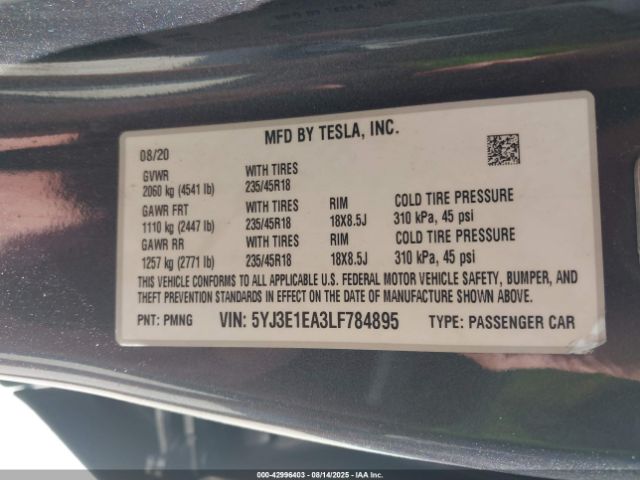 MFD BY TESLA, INC.
MFD BY TESLA, INC.
08/20
GVWR WITH TIRES
2060 kg (4541 lb) 235/45R18
GAWR FRT WITH TIRES RIM COLD TIRE PRESSURE
1110 kg (2447 lb) 235/45R18 18X8.5J 310 kPa, 45 psi
GAWR RR WITH TIRES RIM COLD TIRE PRESSURE
1257 kg (2771 lb) 235/45R18 18X8.5J 310 kPa, 45 psi
THIS VEHICLE CONFORMS TO ALL APPLICABLE U.S. FEDERAL MOTOR VEHICLE SAFETY, BUMPER, AND
THEFT PREVENTION STANDARDS IN EFFECT ON THE DATE OF MANUFACTURE SHOWN ABOVE.
PNT: PMNG VIN: 5YJ3E1EA3LF784895 TYPE: PASSENGER CAR
000-42996403 - 08/14/2025 - IAA Inc.